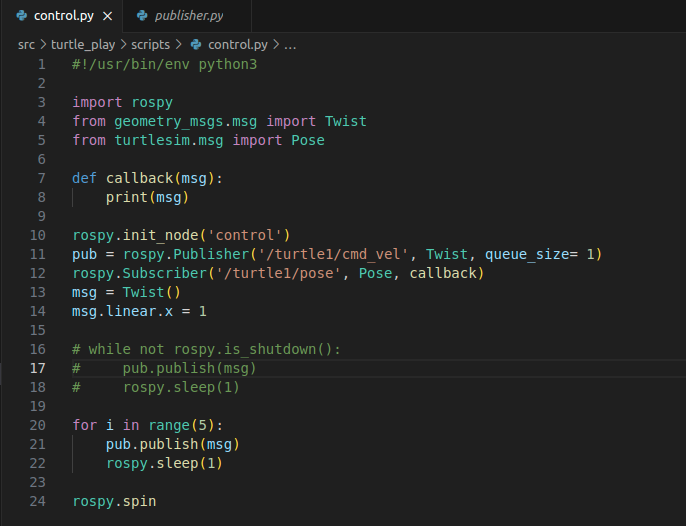 control.py ×
publisher.py
src > turtle_play > scripts > control.py > ...
1 #!/usr/bin/env python3
2
3 import rospy
4 from geometry_msgs.msg import Twist
5 from turtlesim.msg import Pose
6
7 def callback(msg):
8     print(msg)
9
10 rospy.init_node('control')
11 pub = rospy.Publisher('/turtle1/cmd_vel', Twist, queue_size= 1)
12 rospy.Subscriber('/turtle1/pose', Pose, callback)
13 msg = Twist()
14 msg.linear.x = 1
15
16 # while not rospy.is_shutdown():
17 #     pub.publish(msg)
18 #     rospy.sleep(1)
19
20 for i in range(5):
21     pub.publish(msg)
22     rospy.sleep(1)
23
24 rospy.spin